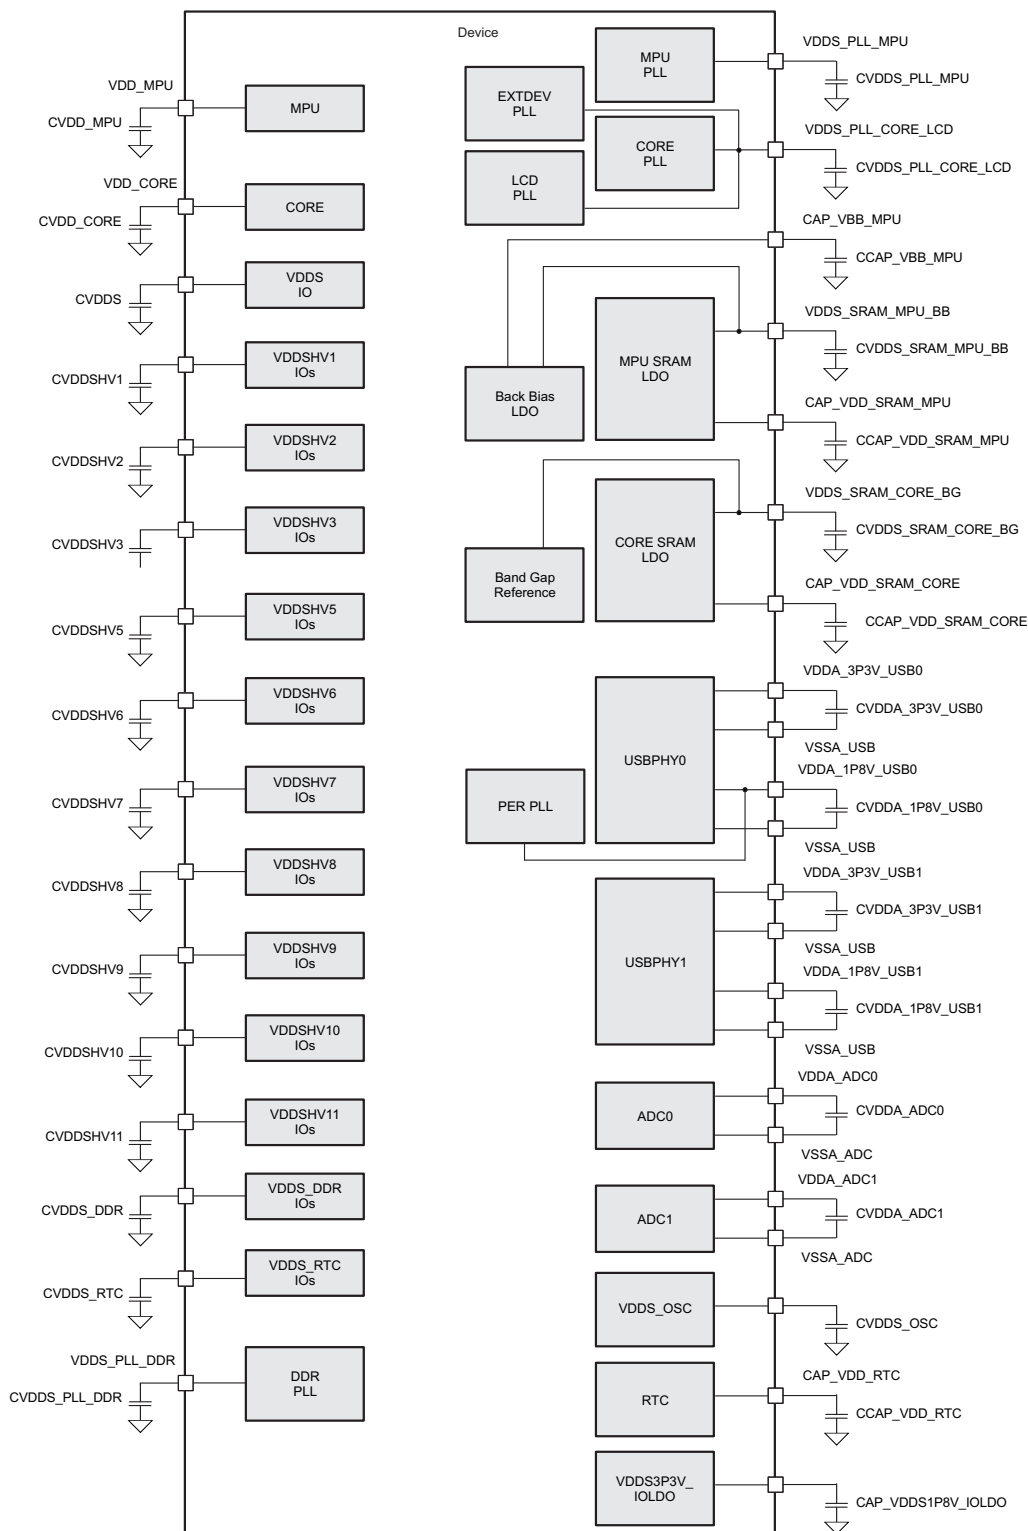 Device
VDD_MPU
CVDD_MPU
MPU
VDD_CORE
CVDD_CORE
CORE
CVDDS
VDDS
IO
CVDDSHV1
VDDSHV1
IOs
CVDDSHV2
VDDSHV2
IOs
CVDDSHV3
VDDSHV3
IOs
CVDDSHV5
VDDSHV5
IOs
CVDDSHV6
VDDSHV6
IOs
CVDDSHV7
VDDSHV7
IOs
CVDDSHV8
VDDSHV8
IOs
CVDDSHV9
VDDSHV9
IOs
CVDDSHV10
VDDSHV10
IOs
CVDDSHV11
VDDSHV11
IOs
CVDDS_DDR
VDDS_DDR
IOs
CVDDS_RTC
VDDS_RTC
IOs
VDDS_PLL_DDR
CVDDS_PLL_DDR
DDR
PLL
MPU
PLL
VDDS_PLL_MPU
CVDDS_PLL_MPU
EXTDEV
PLL
CORE
PLL
LCD
PLL
VDDS_PLL_CORE_LCD
CVDDS_PLL_CORE_LCD
CAP_VBB_MPU
CCAP_VBB_MPU
Back Bias
LDO
MPU SRAM
LDO
VDDS_SRAM_MPU_BB
CVDDS_SRAM_MPU_BB
CAP_VDD_SRAM_MPU
CCAP_VDD_SRAM_MPU
Band Gap
Reference
CORE SRAM
LDO
VDDS_SRAM_CORE_BG
CVDDS_SRAM_CORE_BG
CAP_VDD_SRAM_CORE
CCAP_VDD_SRAM_CORE
PER PLL
USBPHY0
VDDA_3P3V_USB0
CVDDA_3P3V_USB0
VSSA_USB
VDDA_1P8V_USB0
CVDDA_1P8V_USB0
VSSA_USB
USBPHY1
VDDA_3P3V_USB1
CVDDA_3P3V_USB1
VSSA_USB
VDDA_1P8V_USB1
CVDDA_1P8V_USB1
VSSA_USB
ADC0
VDDA_ADC0
CVDDA_ADC0
VSSA_ADC
ADC1
VDDA_ADC1
CVDDA_ADC1
VSSA_ADC
VDDS_OSC
CVDDS_OSC
RTC
CAP_VDD_RTC
CCAP_VDD_RTC
VDDS3P3V_
IOLDO
CAP_VDDS1P8V_IOLDO